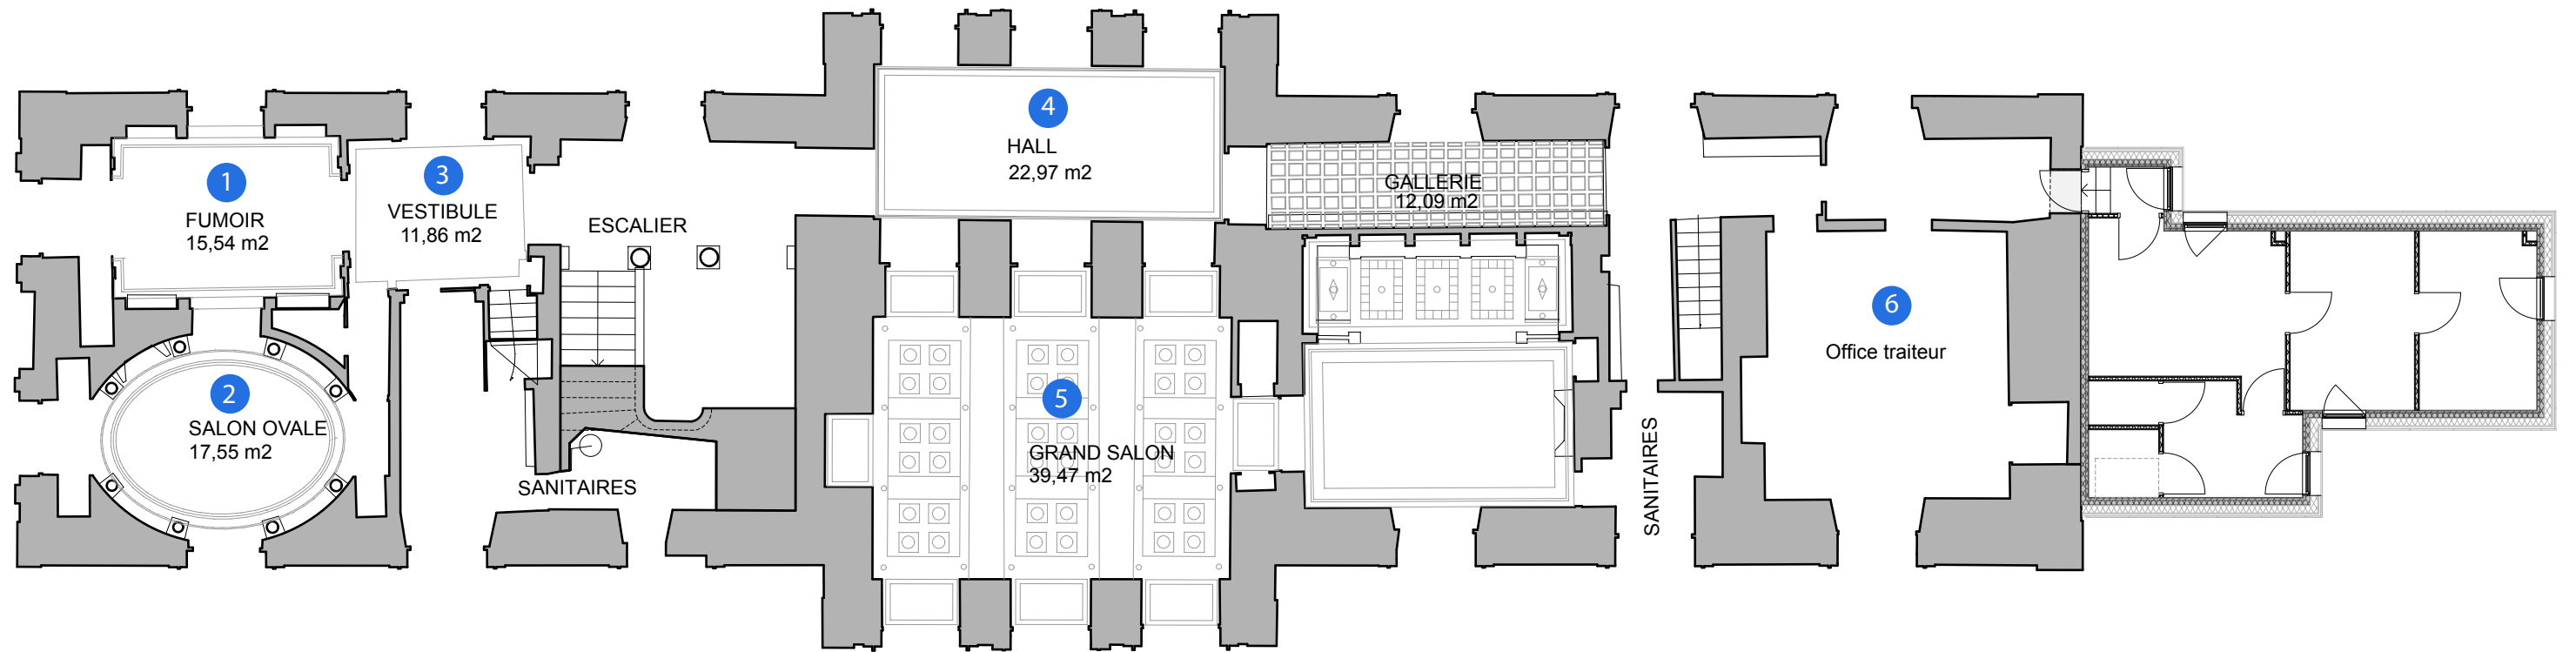 1
FUMOIR
15,54 m2
2
SALON OVALE
17,55 m2
3
VESTIBULE
11,86 m2
ESCALIER
SANITAIRES
4
HALL
22,97 m2
5
GRAND SALON
39,47 m2
GALLERIE
12,09 m2
SANITAIRES
6
Office traiteur